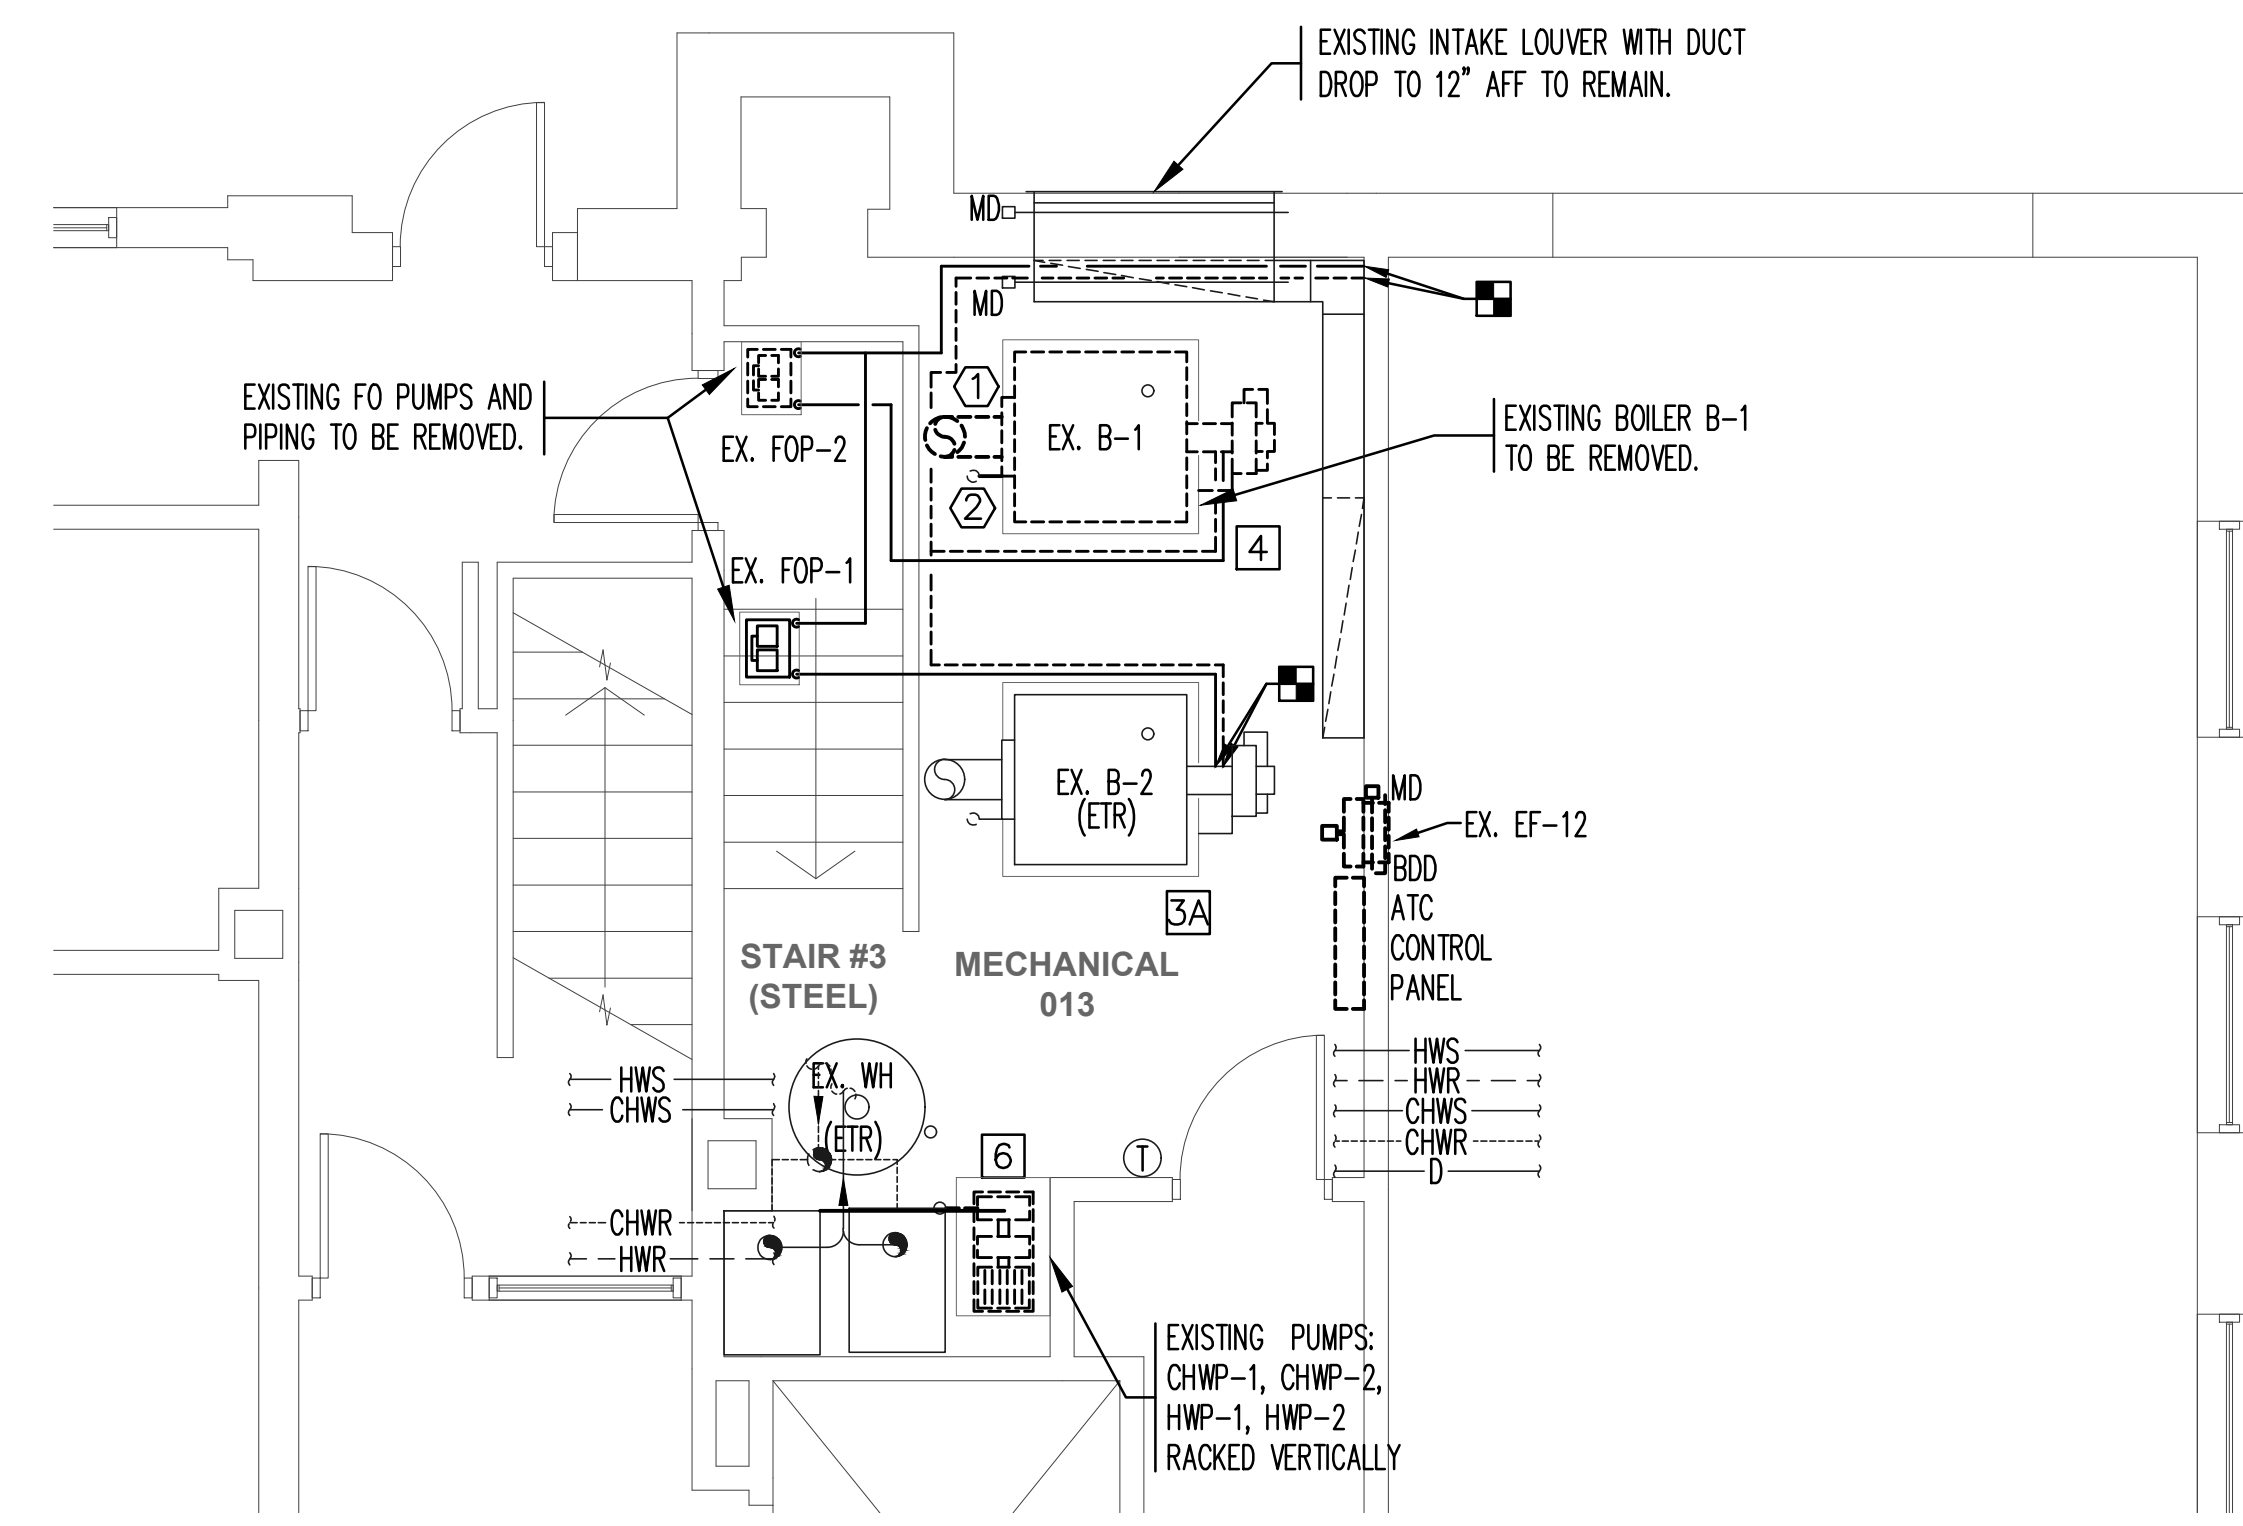 EXISTING INTAKE LOUVER WITH DUCT
DROP TO 12" AFF TO REMAIN.
MD
MD
EXISTING FO PUMPS AND
PIPING TO BE REMOVED.
EX. FOP-2
1
EX. B-1
2
EXISTING BOILER B-1
TO BE REMOVED.
4
EX. FOP-1
EX. B-2
(ETR)
MD
EX. EF-12
BDD
ATC
CONTROL
PANEL
3A
STAIR #3
(STEEL)
MECHANICAL
013
HWS
CHWS
EX. WH
(ETR)
HWS
HWR
CHWS
CHWR
D
6
T
CHWR
HWR
EXISTING PUMPS:
CHWP-1, CHWP-2,
HWP-1, HWP-2
RACKED VERTICALLY